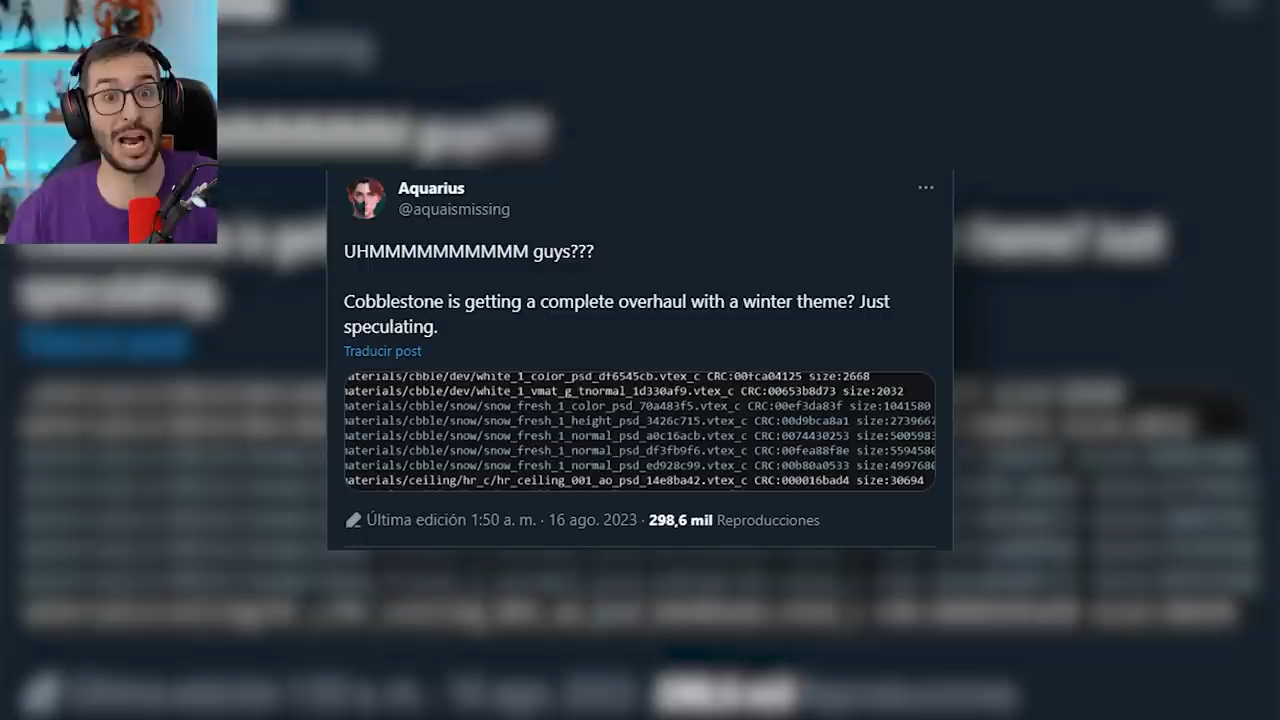 Aquarius
@aquaismissing
UHMMMMMMMMMM guys???
Cobblestone is getting a complete overhaul with a winter theme? Just
speculating.
Traducir post
aterials/cbble/dev/white_1_color_psd_df6545cb.vtex_c CRC:00fca04125 size:2668
aterials/cbble/dev/white_1_vmat_g_tnormal_1d330af9.vtex_c CRC:00653b8d73 size:2032
aterials/cbble/snow/snow_fresh_1_color_psd_70a483f5.vtex_c CRC:00ef3da83f size:1041580
aterials/cbble/snow/snow_fresh_1_height_psd_3426c715.vtex_c CRC:00d9bca8a1 size:2739667
aterials/cbble/snow/snow_fresh_1_normal_psd_a0c16acb.vtex_c CRC:0074430253 size:5005983
aterials/cbble/snow/snow_fresh_1_normal_psd_df3fb9f6.vtex_c CRC:00fea88f8e size:5594580
aterials/cbble/snow/snow_fresh_1_normal_psd_ed928c99.vtex_c CRC:00b80a0533 size:4997680
aterials/ceiling/hr_c/hr_ceiling_001_ao_psd_14e8ba42.vtex_c CRC:000016bad4 size:30694
Última edición 1:50 a. m. · 16 ago. 2023 · 298,6 mil Reproducciones